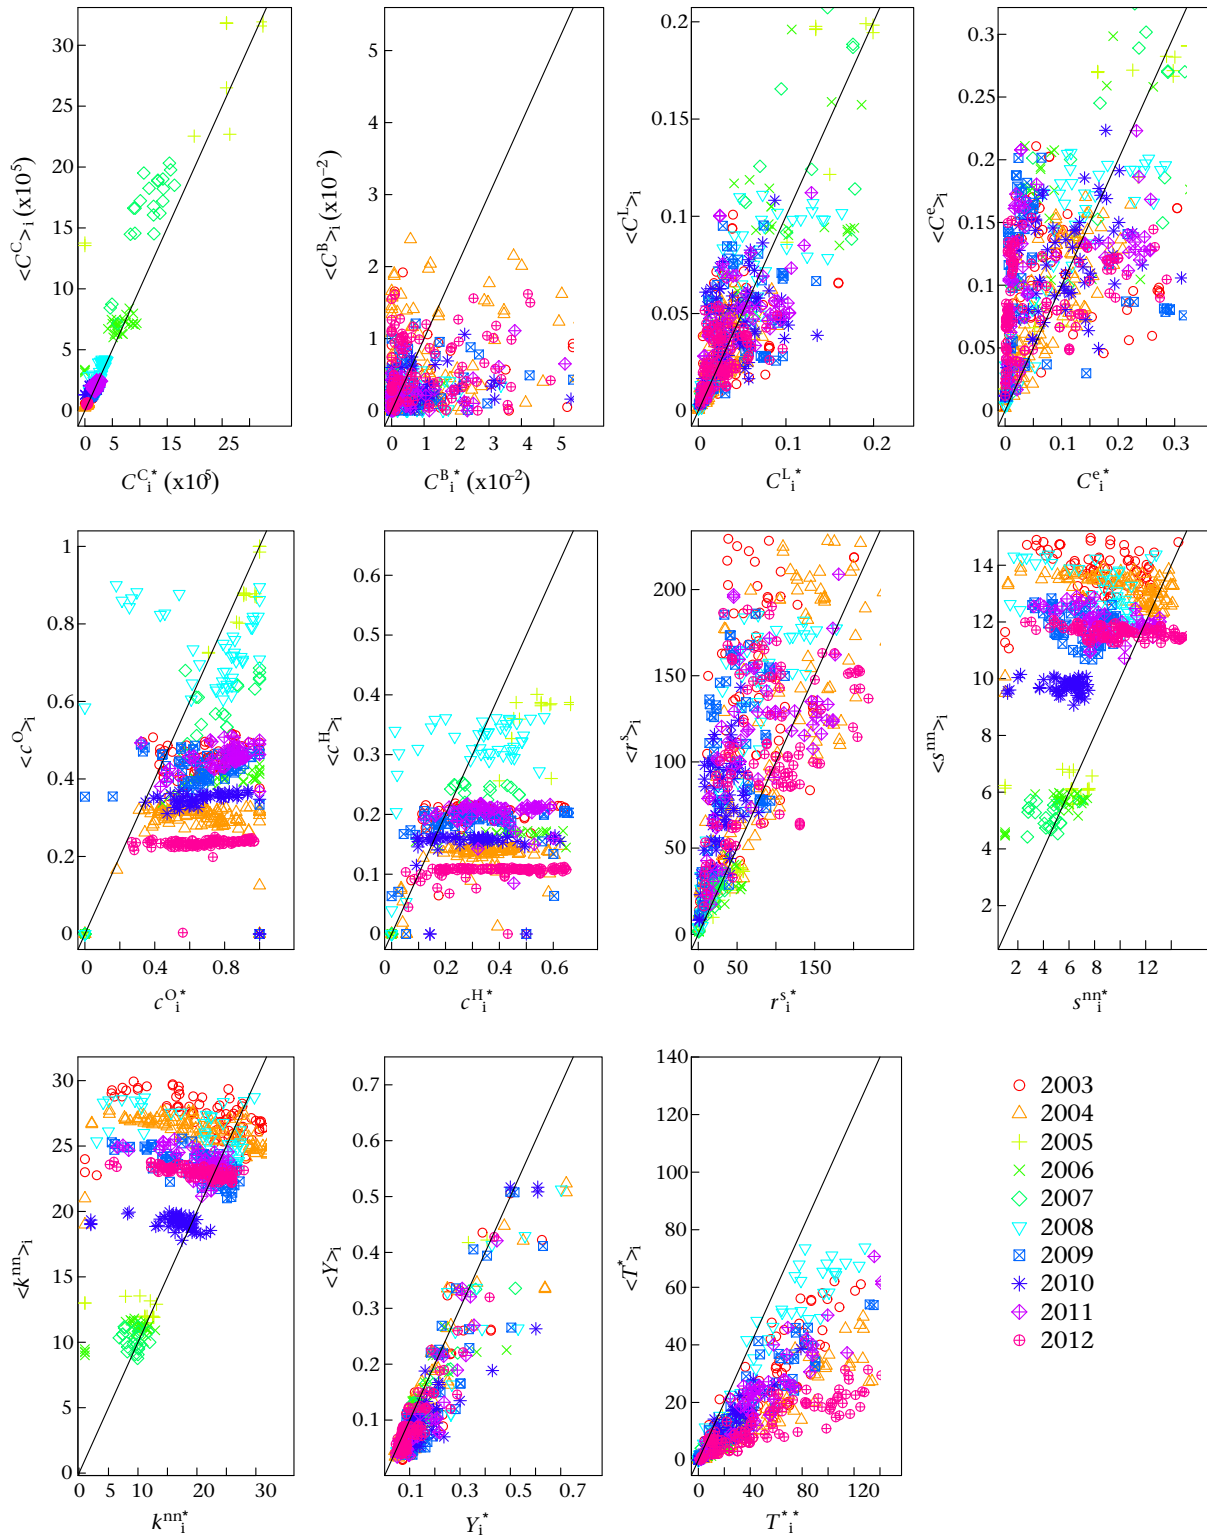 <C^C>_i (x10^5)
30
25
20
15
10
5
0
0 5 15 25
C^C_i* (x10^5)
<C^B>_i (x10^-2)
5
4
3
2
1
0
0 1 2 3 4 5
C^B_i* (x10^-2)
<C^L>_i
0.2
0.15
0.1
0.05
0
0 0.1 0.2
C^L_i*
<C^e>_i
0.3
0.25
0.2
0.15
0.1
0.05
0
0 0.1 0.2 0.3
C^e_i*
<c^O>_i
1
0.8
0.6
0.4
0.2
0
0 0.4 0.8
c^O_i*
<c^H>_i
0.6
0.5
0.4
0.3
0.2
0.1
0
0 0.2 0.4 0.6
c^H_i*
<r^s>_i
200
150
100
50
0
0 50 150
r^s_i*
<s^nn>_i
14
12
10
8
6
4
2
2 4 6 8 12
s^nn_i*
<k^nn>_i
30
25
20
15
10
5
0
0 10 20 30
k^nn_i*
<Y>_i
0.7
0.6
0.5
0.4
0.3
0.2
0.1
0.1 0.3 0.5 0.7
Y_i*
<T*>_i
140
120
100
80
60
40
20
0
0 40 80 120
T*_i*
2003
2004
2005
2006
2007
2008
2009
2010
2011
2012